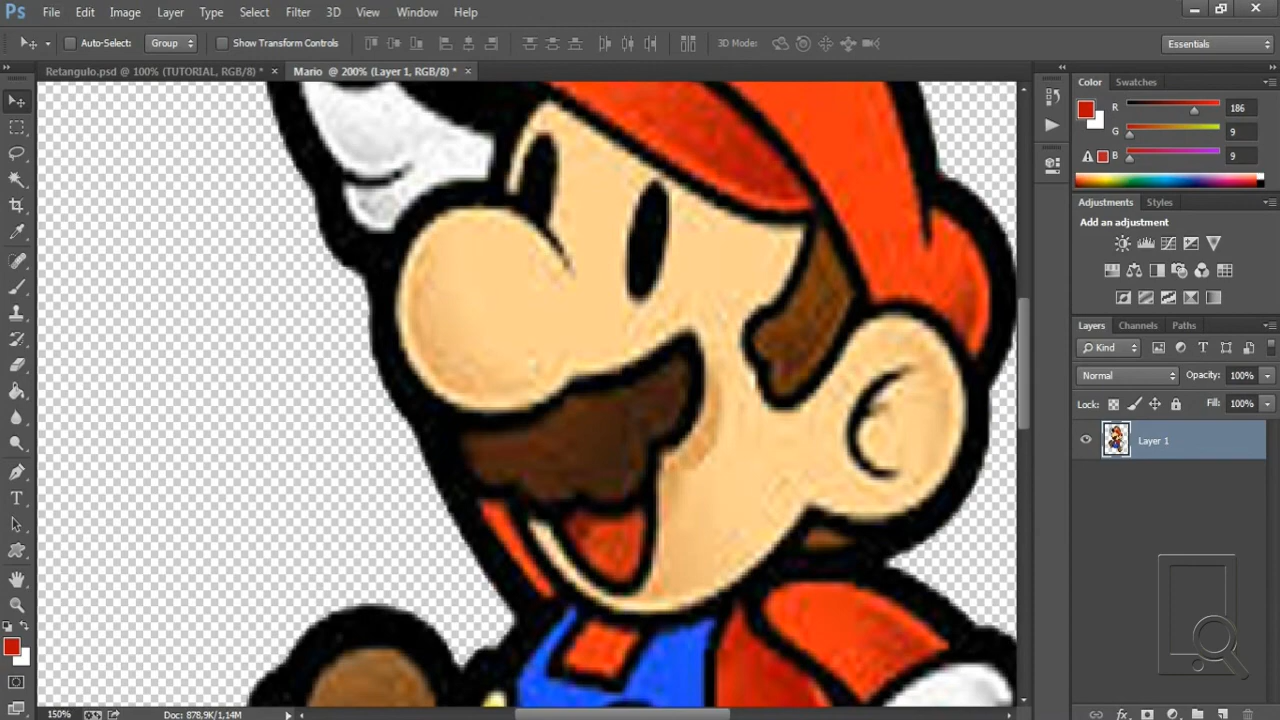 Ps File Edit Image Layer Type Select Filter 3D View Window Help
Auto-Select: Group Show Transform Controls 3D Mode: Essentials
Retangulo.psd @ 100% (TUTORIAL, RGB/8) * × Mario @ 200% (Layer 1, RGB/8) * ×
Color Swatches
R 186
G 9
B 9
Adjustments Styles
Add an adjustment
Layers Channels Paths
Kind
Normal Opacity: 100%
Lock: Fill: 100%
Layer 1
150% Doc: 878,9K/1,14M